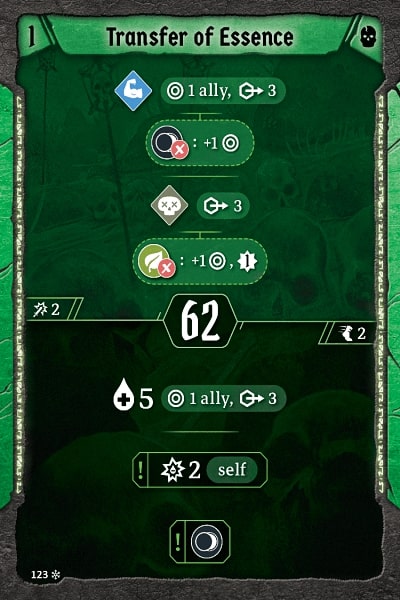 1 Transfer of Essence
1 ally, 3
: +1
3
: +1 , 1
2
62
2
5 1 ally, 3
! 2 self
!
123